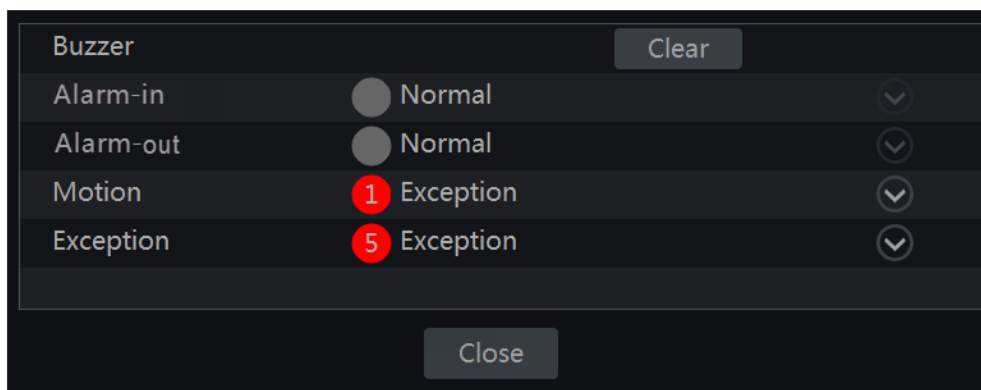 Buzzer Clear
Alarm-in Normal
Alarm-out Normal
Motion 1 Exception
Exception 5 Exception
Close